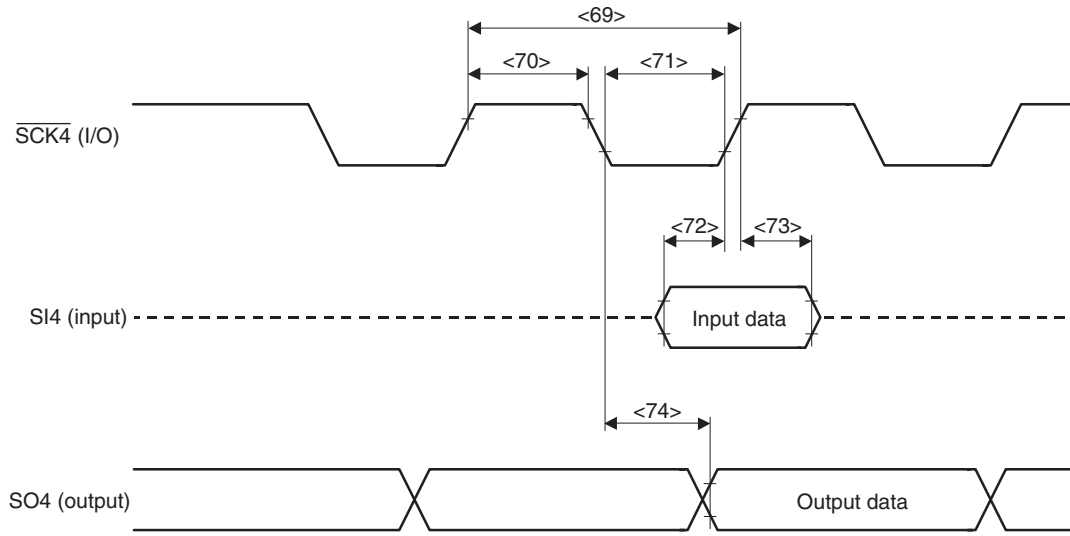 <69>
<70> <71>
SCK4 (I/O)
<72> <73>
SI4 (input) Input data
<74>
SO4 (output) Output data